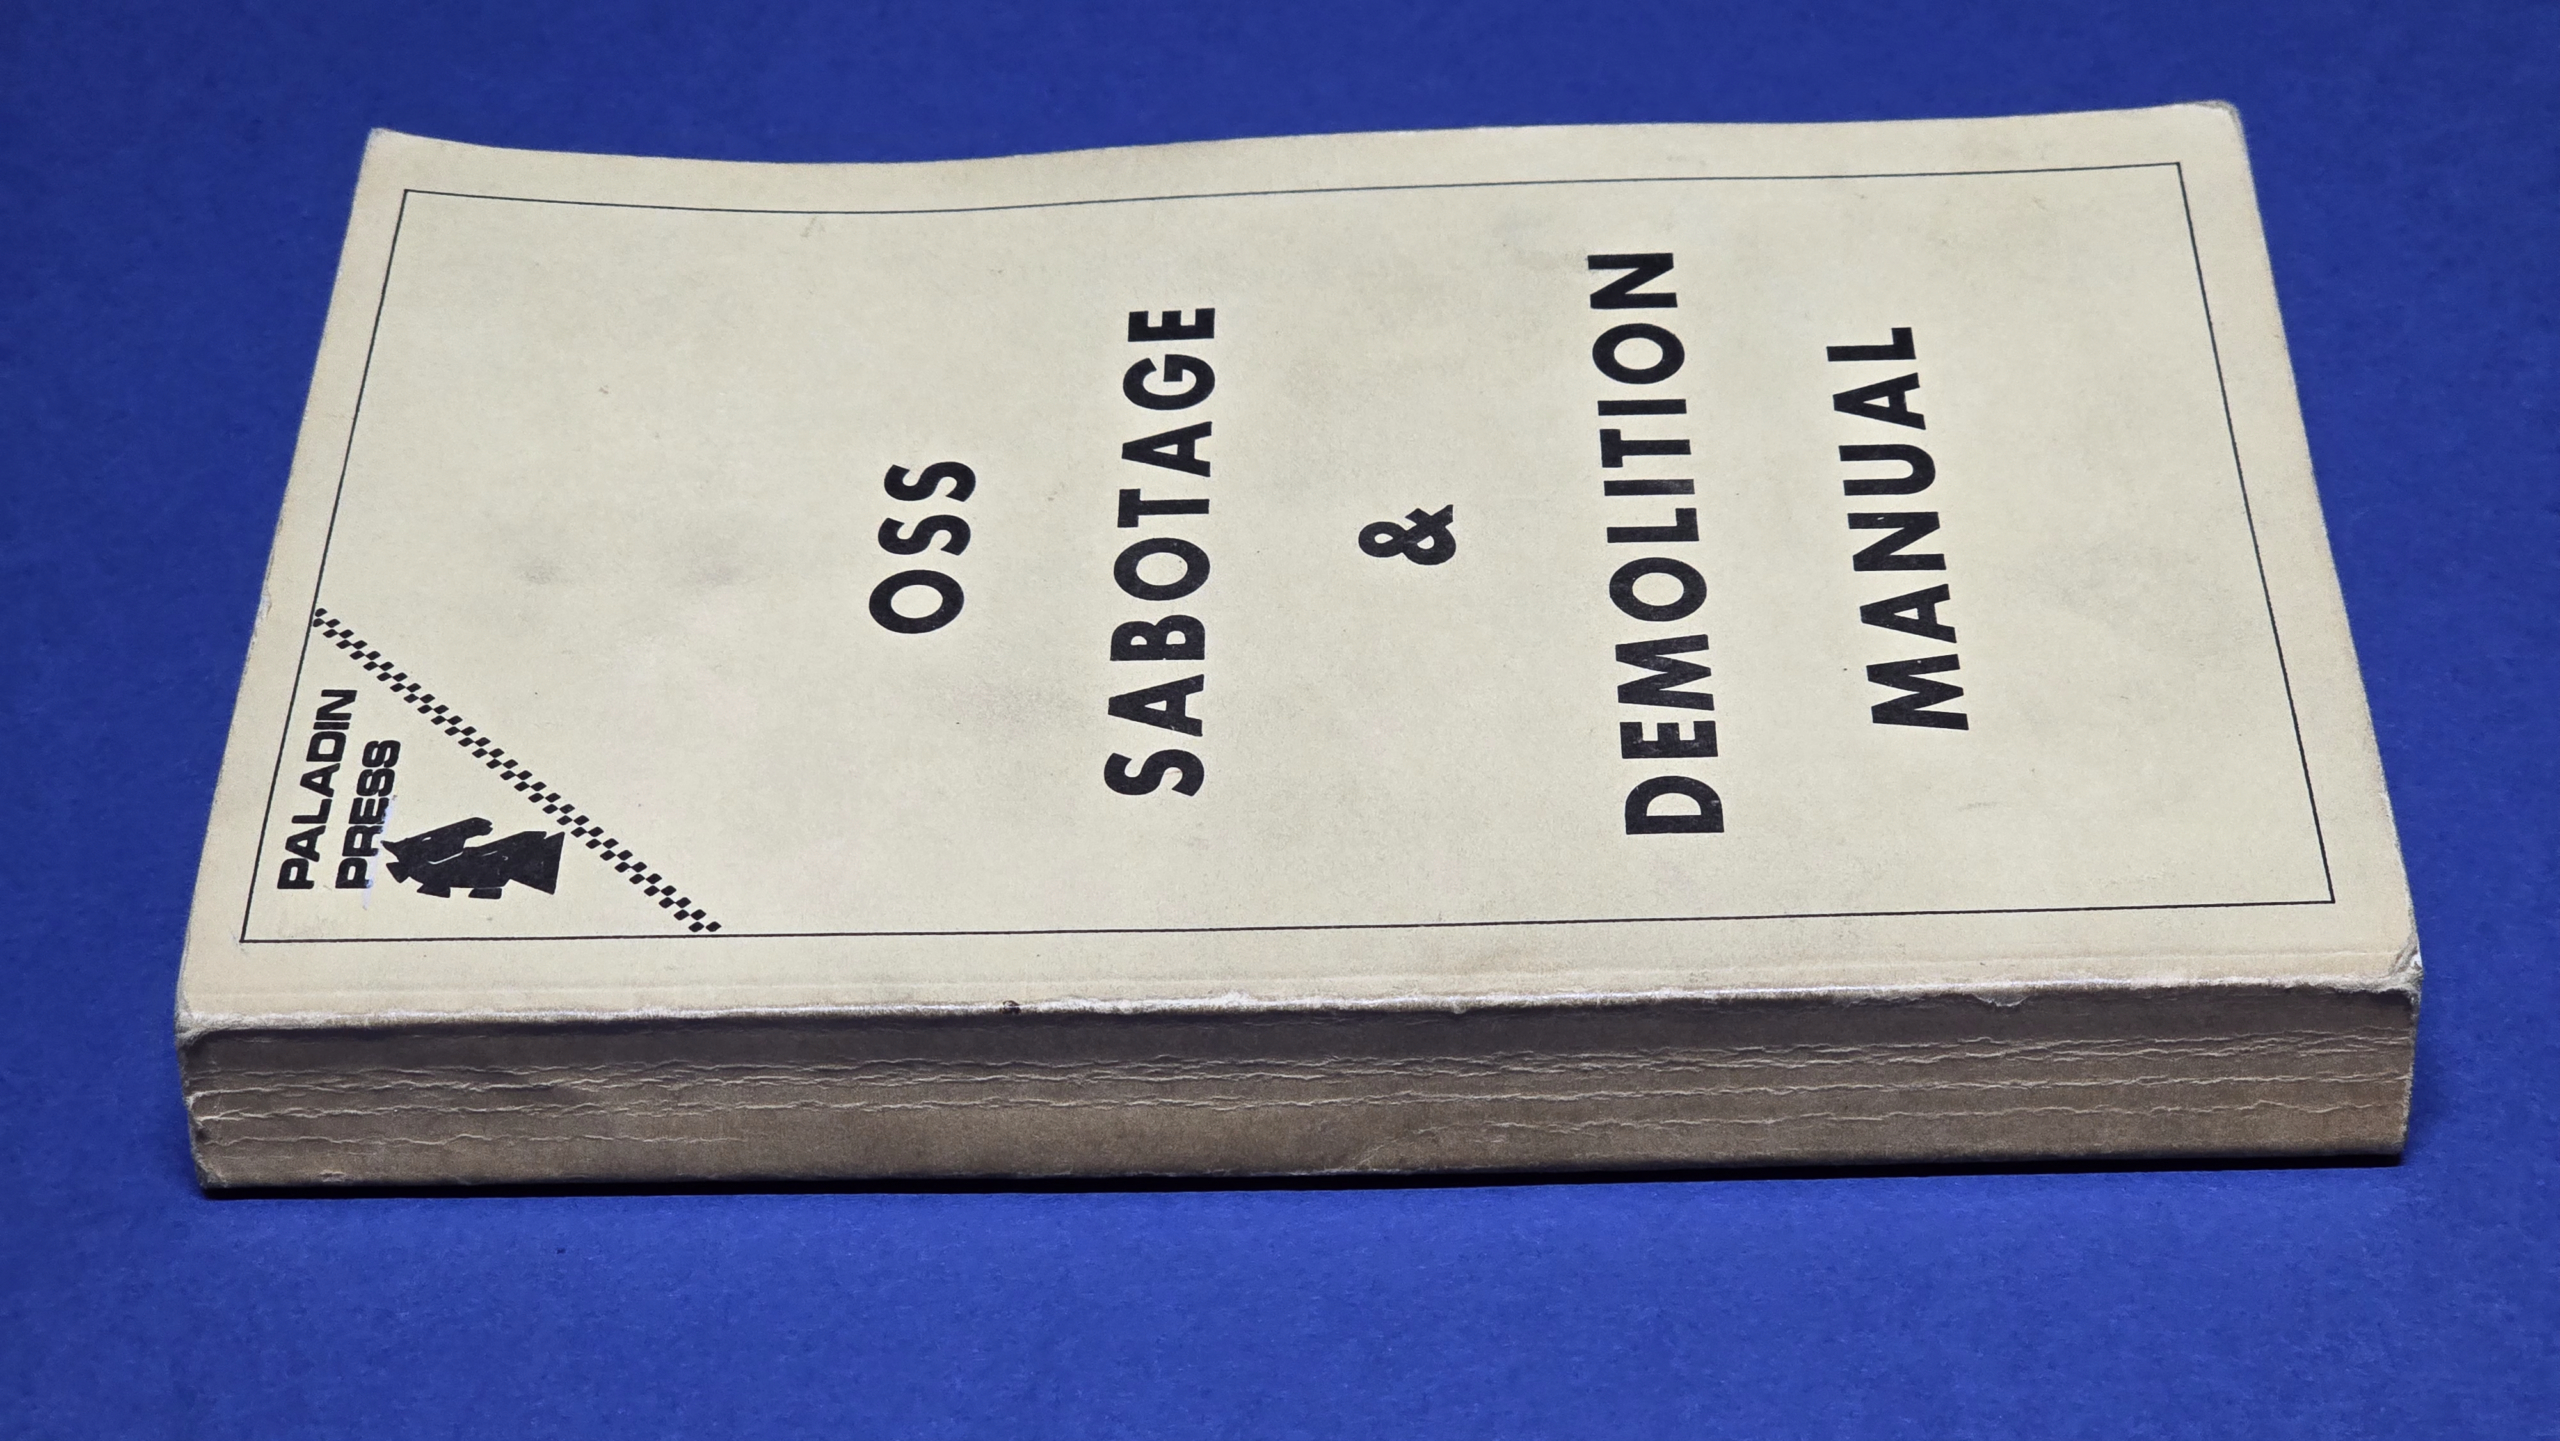 PALADIN
PRESS
OSS
SABOTAGE
&
DEMOLITION
MANUAL